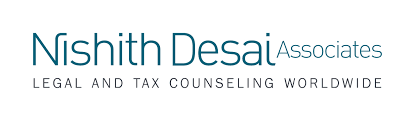 Nishith Desai Associates
LEGAL AND TAX COUNSELING WORLDWIDE